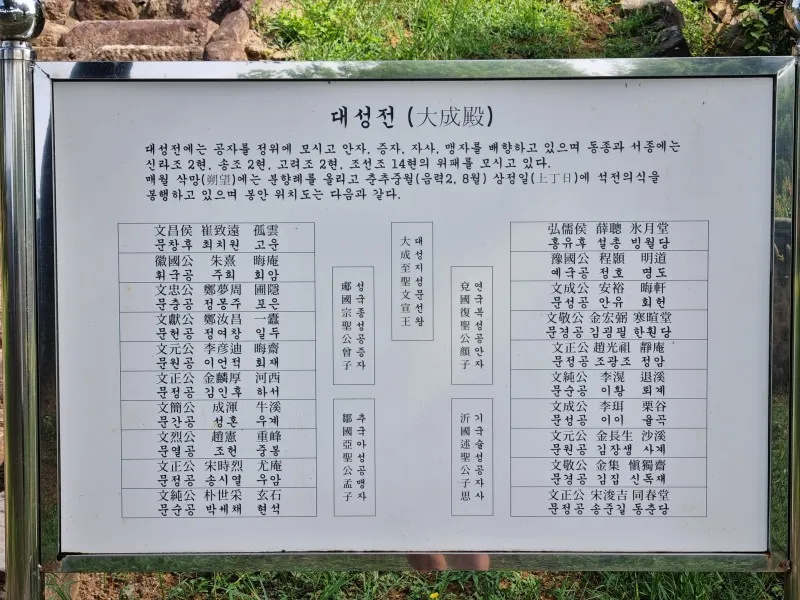 대성전 (大成殿)
대성전에는 공자를 정위에 모시고 안자, 증자, 자사, 맹자를 배향하고 있으며 동종과 서종에는
신라조 2현, 송조 2현, 고려조 2현, 조선조 14현의 위패를 모시고 있다.
매월 삭망(朔望)에는 분향례를 올리고 춘추중월(음력2, 8월) 상정일(上丁日)에 석전의식을
봉행하고 있으며 봉안 위치도는 다음과 같다.
文昌侯 崔致遠 孤雲
문창후 최치원 고운
徽國公 朱熹 晦庵
휘국공 주희 회암
文忠公 鄭夢周 圃隱
문충공 정몽주 포은
文獻公 鄭汝昌 一蠹
문헌공 정여창 일두
文元公 李彦迪 晦齋
문원공 이언적 회재
文正公 金麟厚 河西
문정공 김인후 하서
文簡公 成渾 牛溪
문간공 성혼 우계
文烈公 趙憲 重峰
문열공 조헌 중봉
文正公 宋時烈 尤庵
문정공 송시열 우암
文純公 朴世采 玄石
문순공 박세채 현석
郕國宗聖公曾子
성국종성공증자
鄒國亞聖公孟子
추국아성공맹자
大成至聖文宣王
대성지성문선왕
兗國復聖公顔子
연국복성공안자
沂國述聖公子思
기국술성공자사
弘儒侯 薛聰 氷月堂
홍유후 설총 빙월당
豫國公 程顥 明道
예국공 정호 명도
文成公 安裕 晦軒
문성공 안유 회헌
文敬公 金宏弼 寒暄堂
문경공 김굉필 한훤당
文正公 趙光祖 靜庵
문정공 조광조 정암
文純公 李滉 退溪
문순공 이황 퇴계
文成公 李珥 栗谷
문성공 이이 율곡
文元公 金長生 沙溪
문원공 김장생 사계
文敬公 金集 愼獨齋
문경공 김집 신독재
文正公 宋浚吉 同春堂
문정공 송준길 동춘당